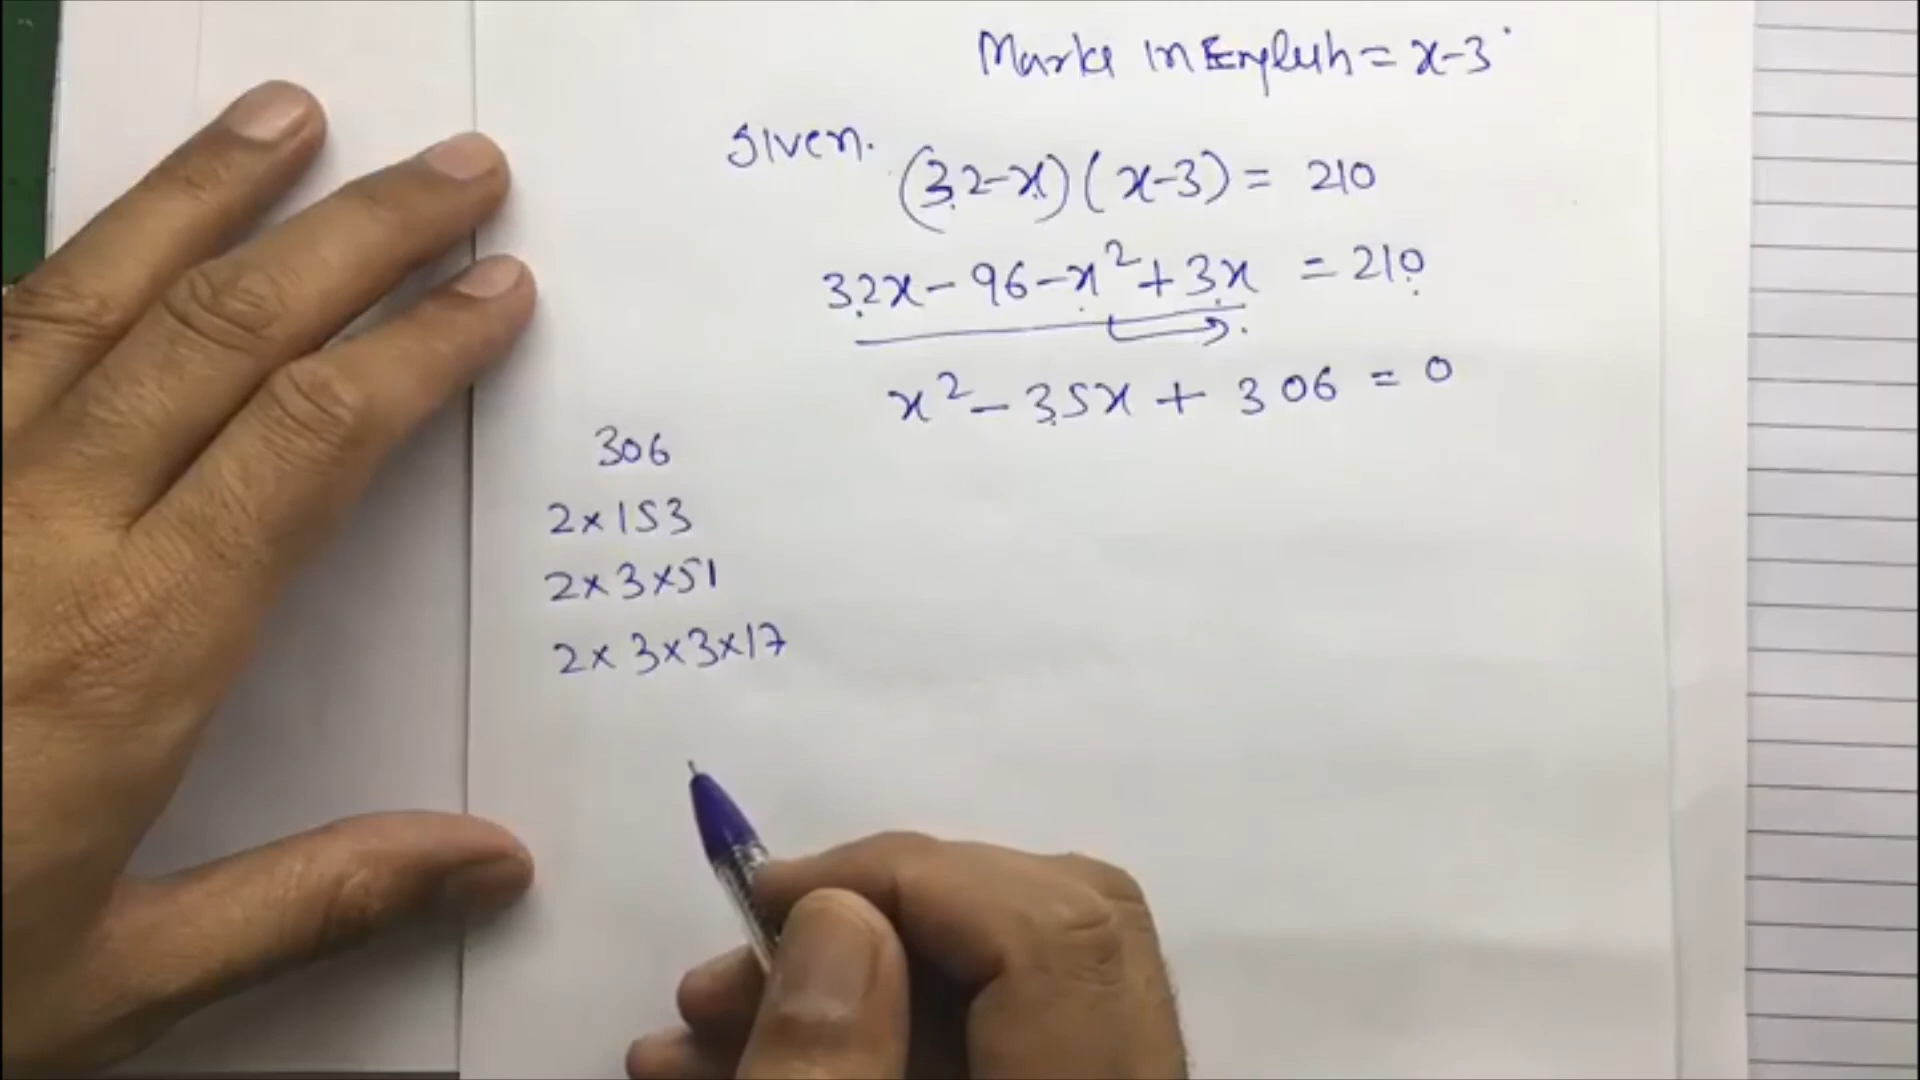 Marks in English = x-3
Given. (32-x)(x-3) = 210
32x - 96 - x² + 3x = 210
x² - 35x + 306 = 0
306
2×153
2×3×51
2×3×3×17